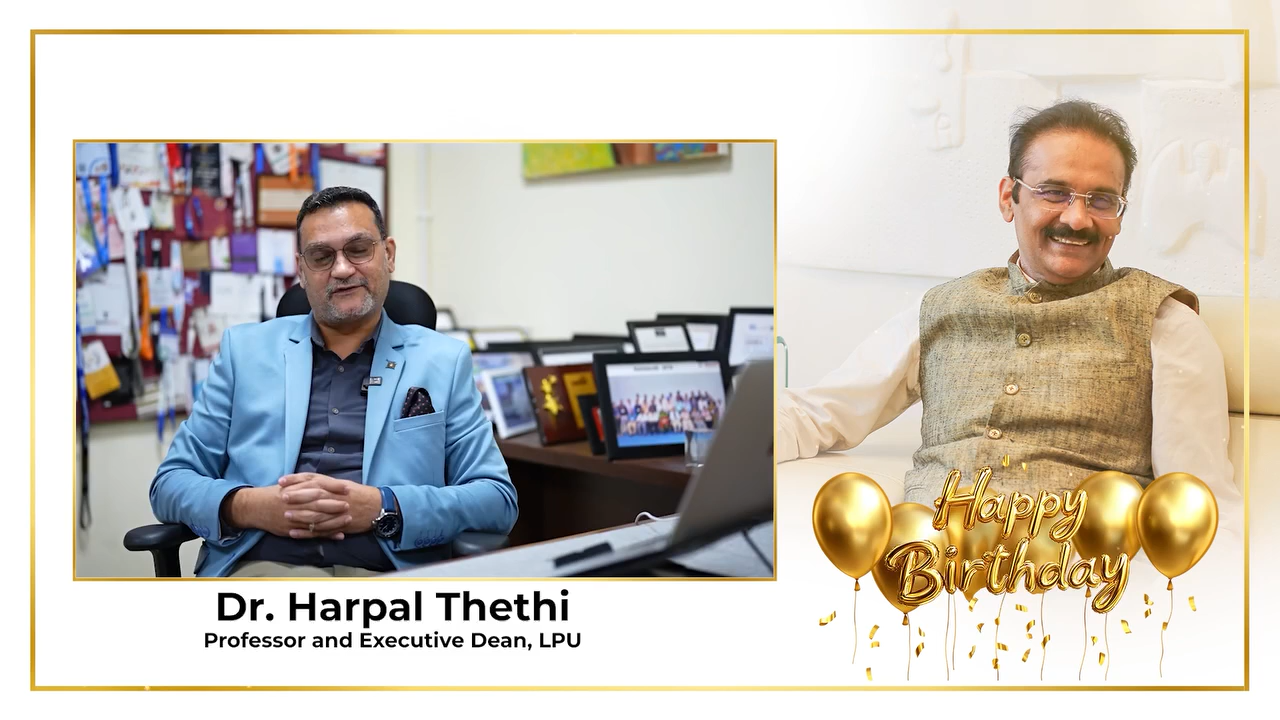 Dr. Harpal Thethi
Professor and Executive Dean, LPU
Happy
Birthday